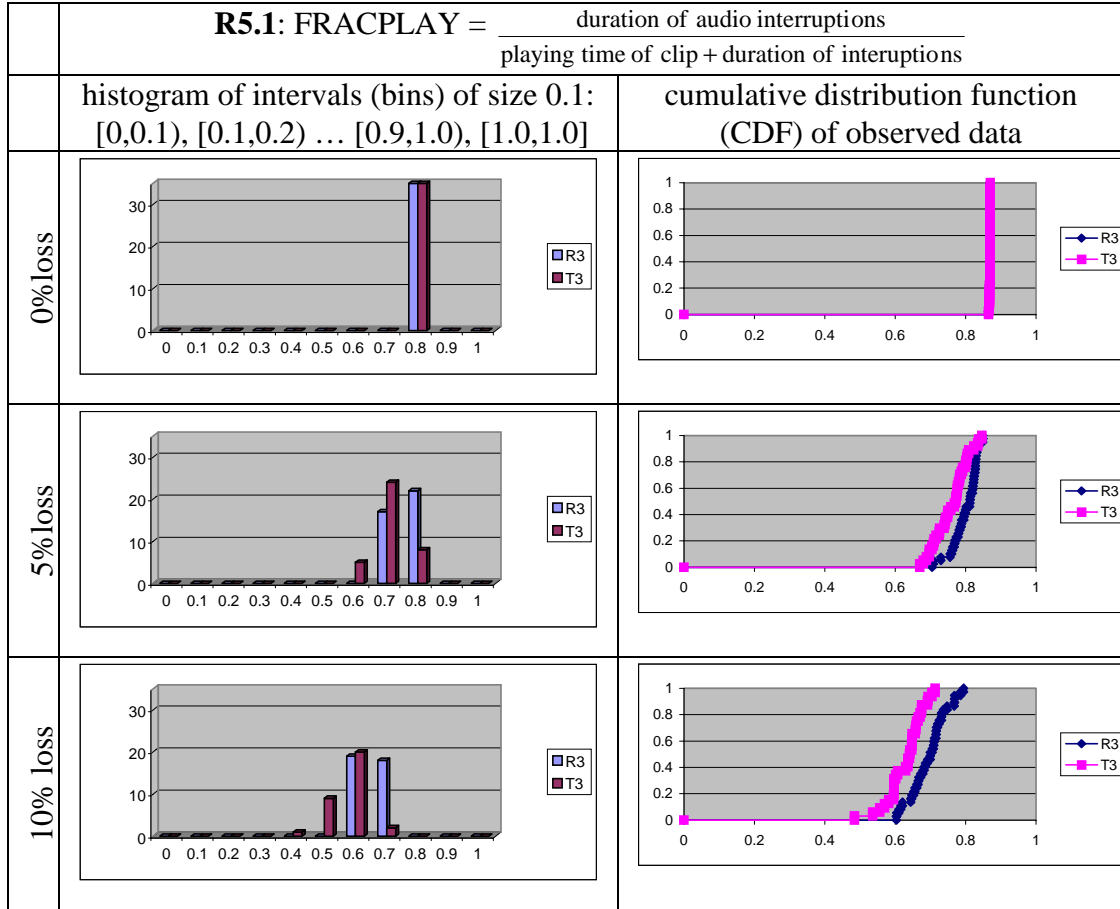 R5.1: FRACPLAY = duration of audio interruptions
playing time of clip + duration of interuptions
histogram of intervals (bins) of size 0.1:
[0,0.1), [0.1,0.2) … [0.9,1.0), [1.0,1.0]
cumulative distribution function
(CDF) of observed data
0% loss
30
20
10
0
0 0.1 0.2 0.3 0.4 0.5 0.6 0.7 0.8 0.9 1
R3
T3
1
0.8
0.6
0.4
0.2
0
0 0.2 0.4 0.6 0.8 1
R3
T3
5% loss
30
20
10
0
0 0.1 0.2 0.3 0.4 0.5 0.6 0.7 0.8 0.9 1
R3
T3
1
0.8
0.6
0.4
0.2
0
0 0.2 0.4 0.6 0.8 1
R3
T3
10% loss
30
20
10
0
0 0.1 0.2 0.3 0.4 0.5 0.6 0.7 0.8 0.9 1
R3
T3
1
0.8
0.6
0.4
0.2
0
0 0.2 0.4 0.6 0.8 1
R3
T3